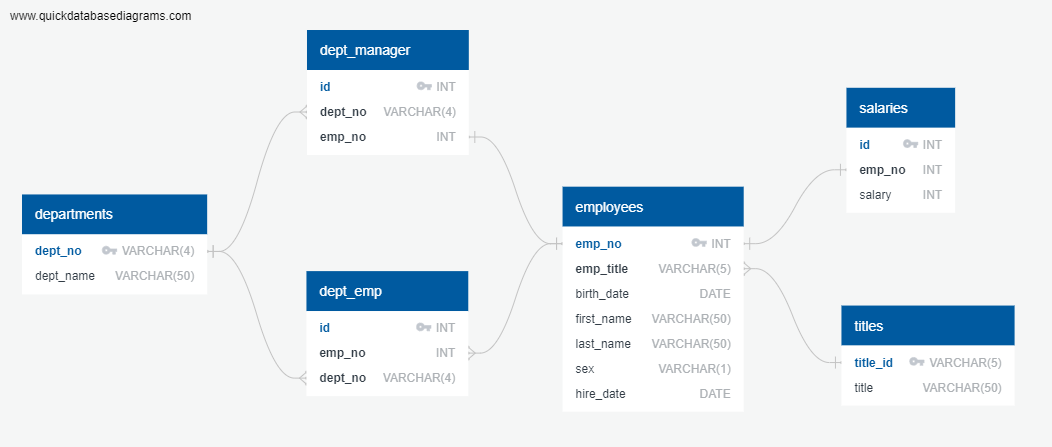 www.quickdatabasediagrams.com
dept_manager
id INT
dept_no VARCHAR(4)
emp_no INT
departments
dept_no VARCHAR(4)
dept_name VARCHAR(50)
dept_emp
id INT
emp_no INT
dept_no VARCHAR(4)
employees
emp_no INT
emp_title VARCHAR(5)
birth_date DATE
first_name VARCHAR(50)
last_name VARCHAR(50)
sex VARCHAR(1)
hire_date DATE
salaries
id INT
emp_no INT
salary INT
titles
title_id VARCHAR(5)
title VARCHAR(50)